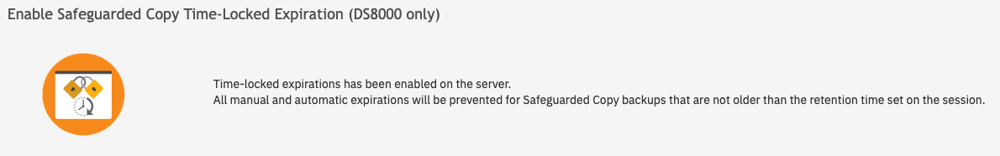 Enable Safeguarded Copy Time-Locked Expiration (DS8000 only)
Time-locked expirations has been enabled on the server.
All manual and automatic expirations will be prevented for Safeguarded Copy backups that are not older than the retention time set on the session.